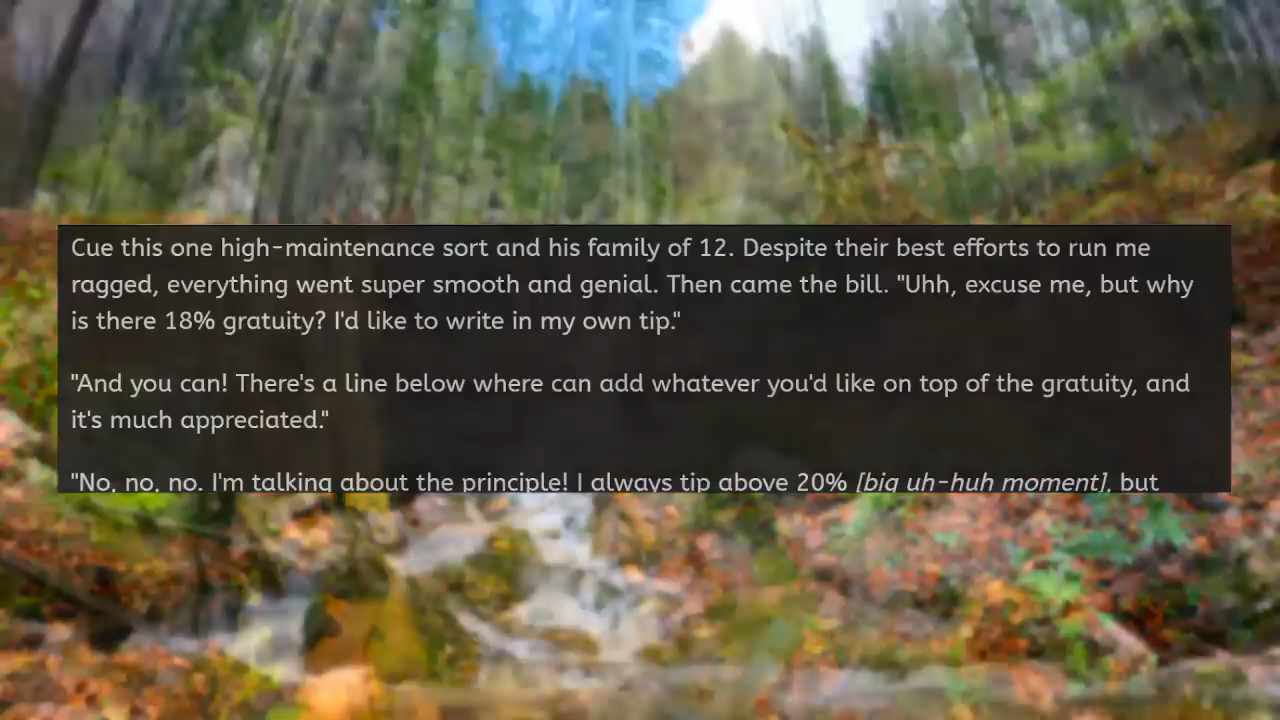 Cue this one high-maintenance sort and his family of 12. Despite their best efforts to run me
ragged, everything went super smooth and genial. Then came the bill. "Uhh, excuse me, but why
is there 18% gratuity? I'd like to write in my own tip."
"And you can! There's a line below where can add whatever you'd like on top of the gratuity, and
it's much appreciated."
"No, no, no. I'm talking about the principle! I always tip above 20% [big uh-huh moment], but